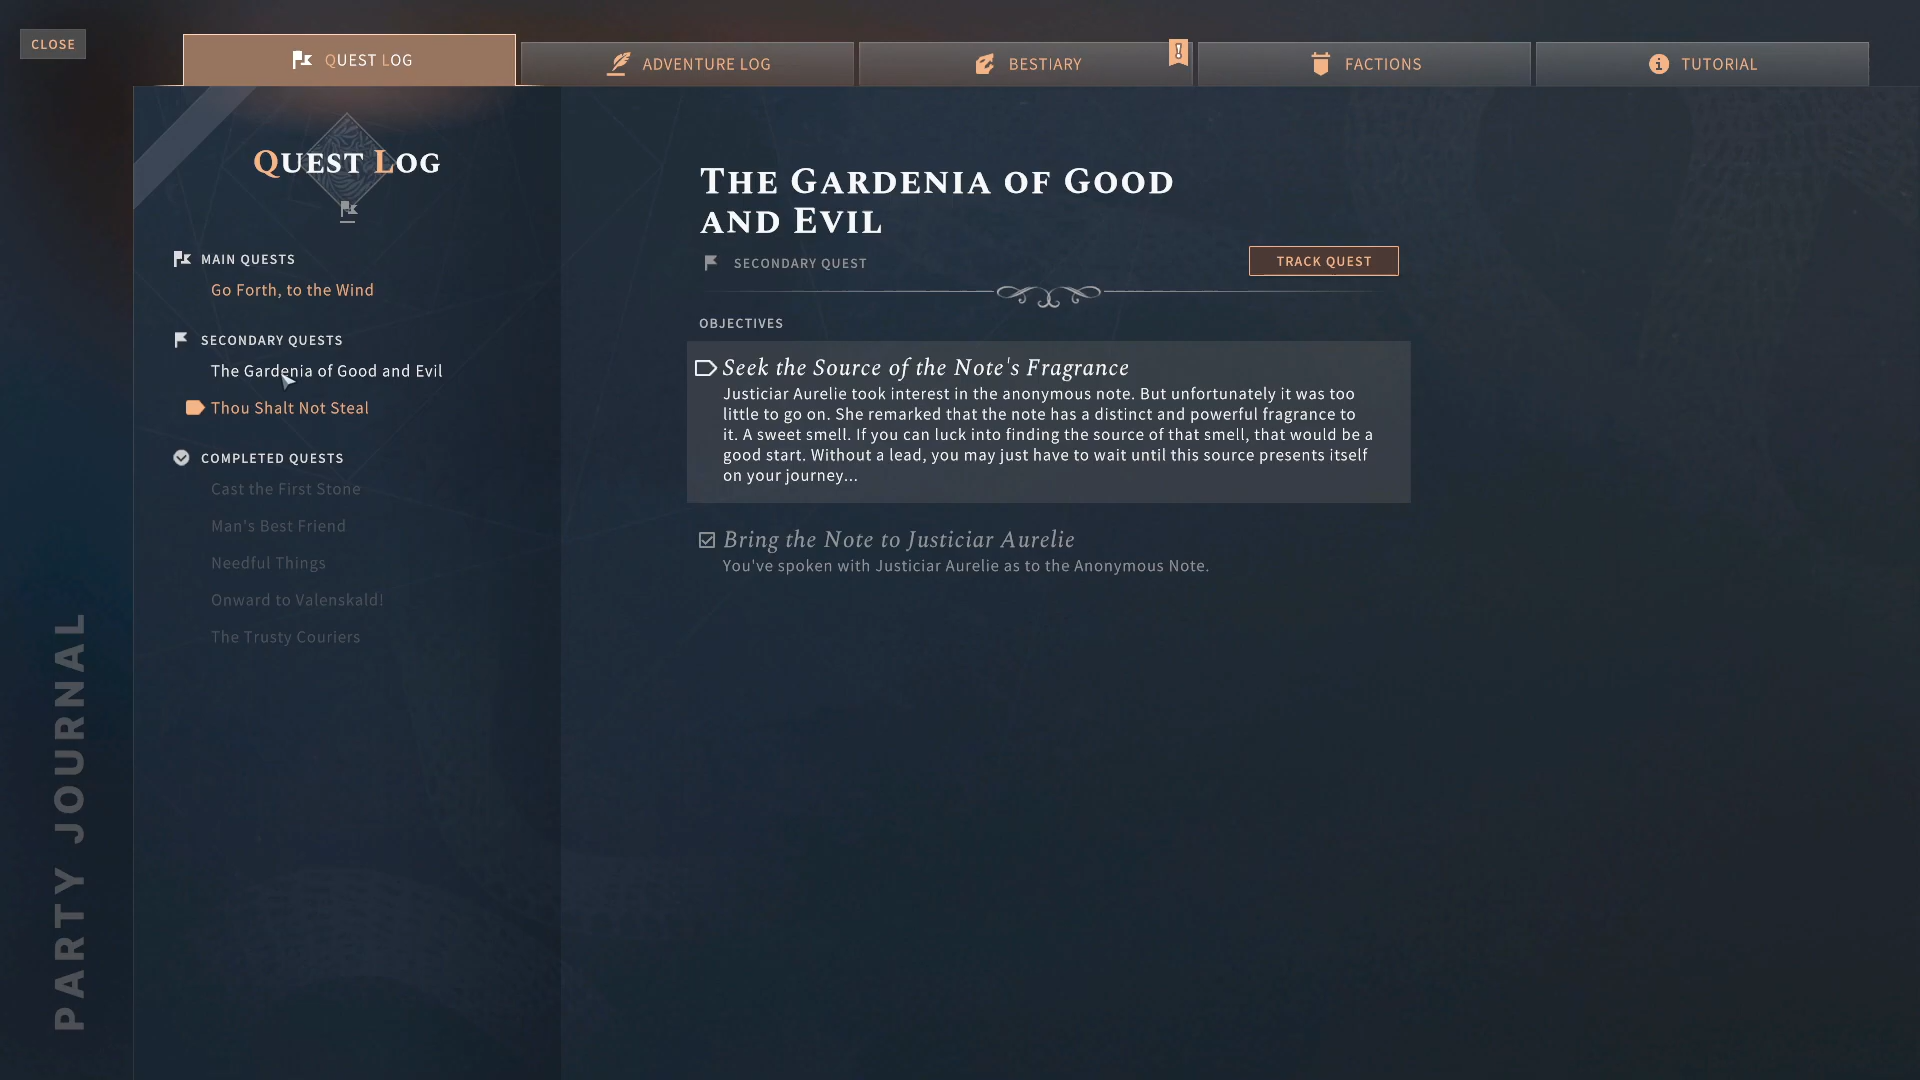 CLOSE
QUEST LOG
ADVENTURE LOG
BESTIARY
FACTIONS
TUTORIAL
QUEST LOG
MAIN QUESTS
Go Forth, to the Wind
SECONDARY QUESTS
The Gardenia of Good and Evil
Thou Shalt Not Steal
COMPLETED QUESTS
Cast the First Stone
Man's Best Friend
Needful Things
Onward to Valenskald!
The Trusty Couriers
PARTY JOURNAL
THE GARDENIA OF GOOD
AND EVIL
SECONDARY QUEST
TRACK QUEST
OBJECTIVES
Seek the Source of the Note's Fragrance
Justiciar Aurelie took interest in the anonymous note. But unfortunately it was too
little to go on. She remarked that the note has a distinct and powerful fragrance to
it. A sweet smell. If you can luck into finding the source of that smell, that would be a
good start. Without a lead, you may just have to wait until this source presents itself
on your journey...
Bring the Note to Justiciar Aurelie
You've spoken with Justiciar Aurelie as to the Anonymous Note.